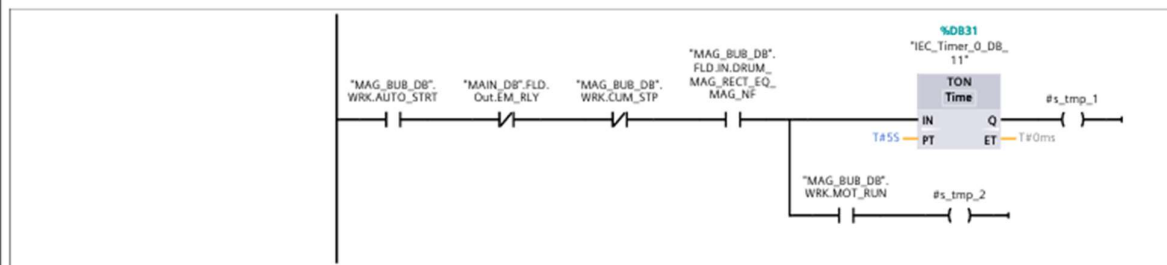 %DB31
"IEC_Timer_0_DB_
11"
"MAG_BUB_DB".
FLD.IN.DRUM_
MAG_RECT_EQ_
MAG_NF
"MAG_BUB_DB".
WRK.AUTO_STRT
"MAIN_DB".FLD.
Out.EM_RLY
"MAG_BUB_DB".
WRK.CUM_STP
TON
Time
#s_tmp_1
IN
Q
T#5S
PT
ET
T#0ms
"MAG_BUB_DB".
WRK.MOT_RUN
#s_tmp_2